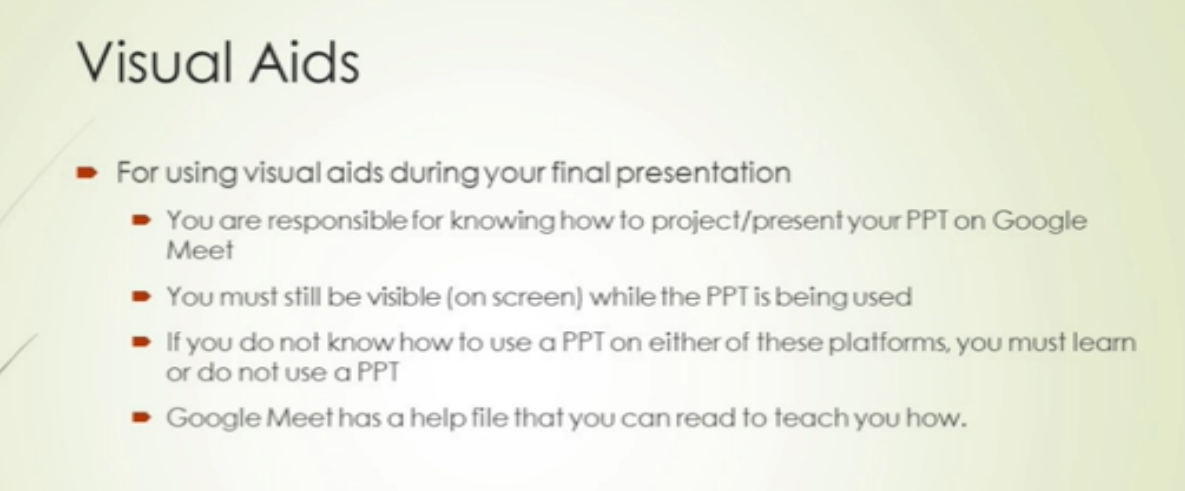 Visual Aids
For using visual aids during your final presentation
You are responsible for knowing how to project/present your PPT on Google
Meet
You must still be visible (on screen) while the PPT is being used
If you do not know how to use a PPT on either of these platforms, you must learn
or do not use a PPT
Google Meet has a help file that you can read to teach you how.